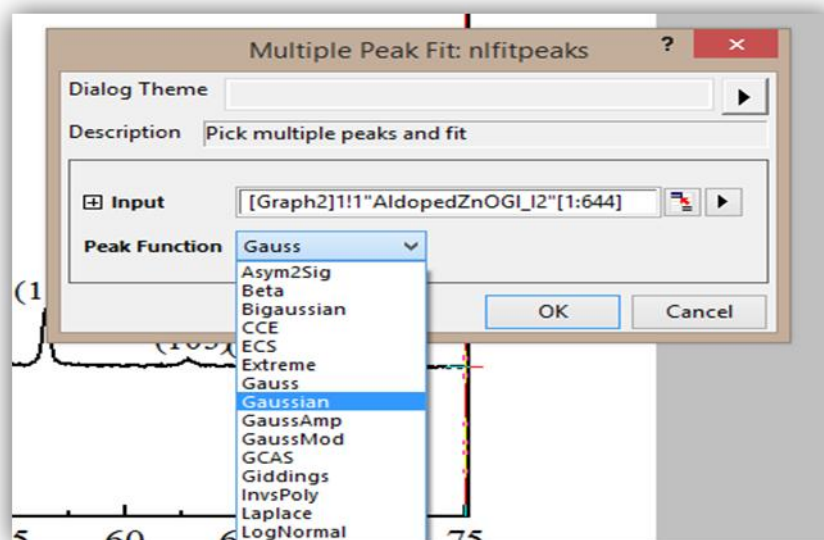 Multiple Peak Fit: nlfitpeaks ? ×
Dialog Theme
Description Pick multiple peaks and fit
Input [Graph2]1!1"AldopedZnOGI_I2"[1:644]
Peak Function Gauss
Asym2Sig
Beta
Bigaussian
CCE
ECS
Extreme
Gauss
Gaussian
GaussAmp
GaussMod
GCAS
Giddings
InvsPoly
Laplace
LogNormal
OK Cancel
(1
60
75